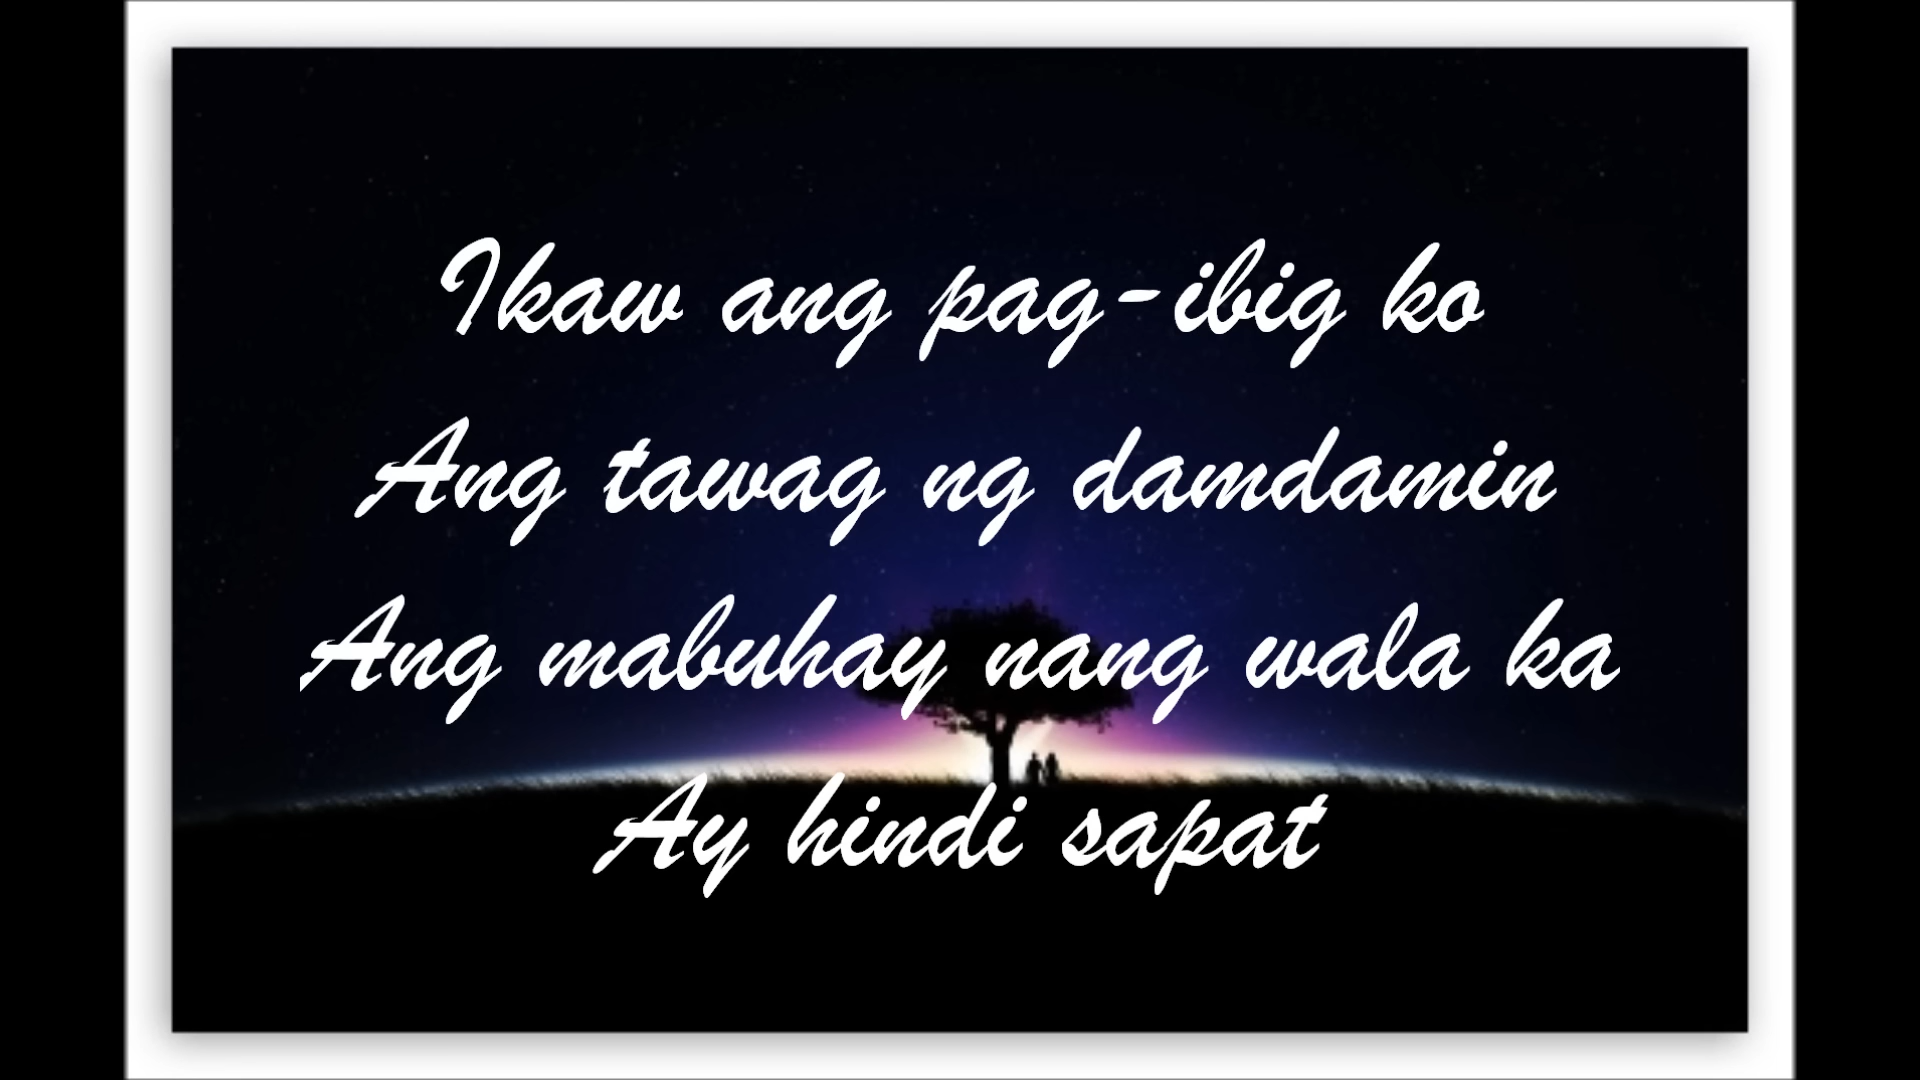 Ikaw ang pag-ibig ko
Ang tawag ng damdamin
Ang mabuhay nang wala ka
Ay hindi sapat